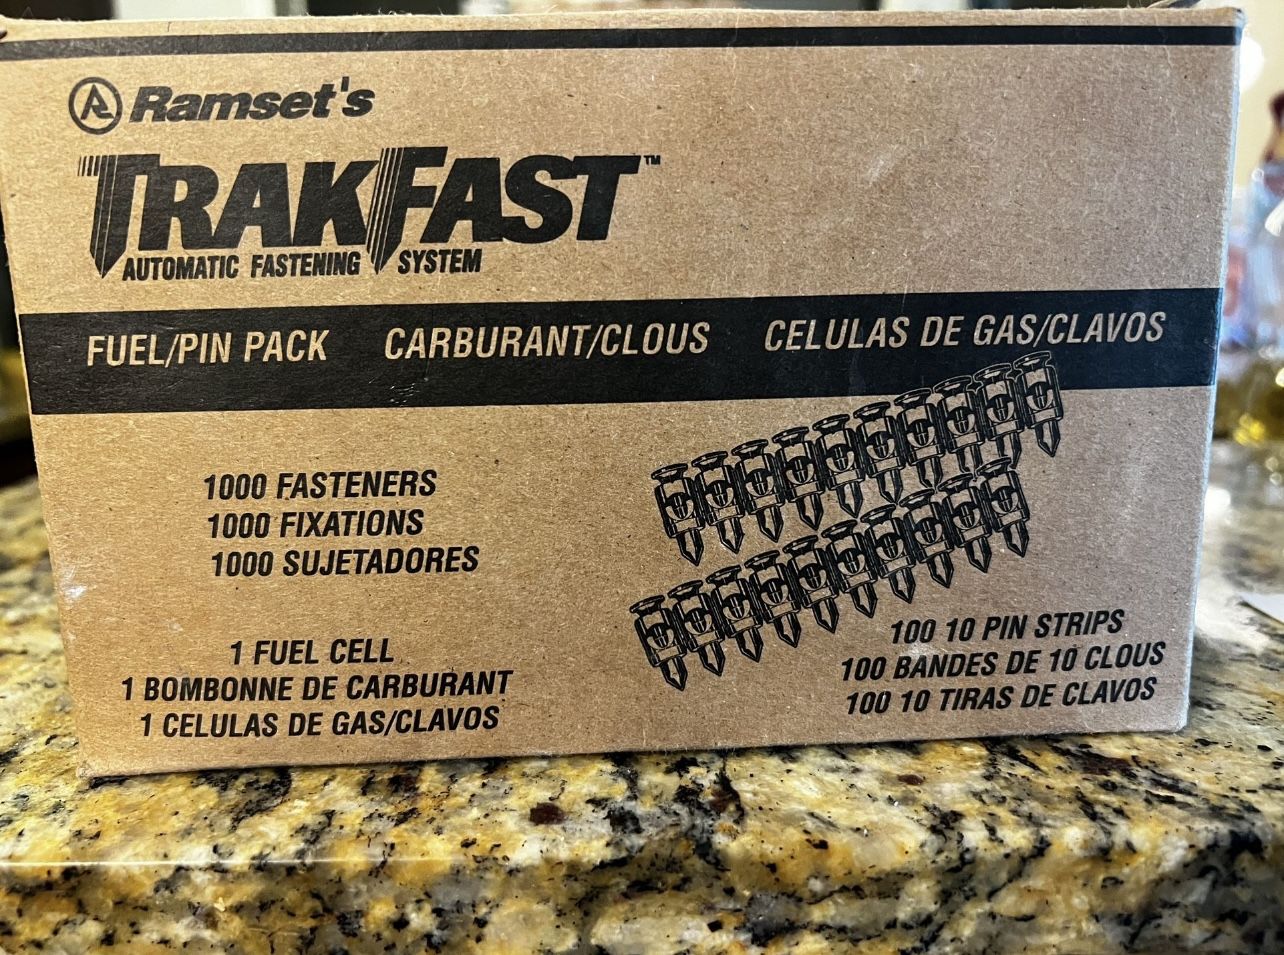 Ramset's
TRAKFAST™
AUTOMATIC FASTENING SYSTEM
FUEL/PIN PACK CARBURANT/CLOUS CELULAS DE GAS/CLAVOS
1000 FASTENERS
1000 FIXATIONS
1000 SUJETADORES
1 FUEL CELL
1 BOMBONNE DE CARBURANT
1 CELULAS DE GAS/CLAVOS
100 10 PIN STRIPS
100 BANDES DE 10 CLOUS
100 10 TIRAS DE CLAVOS